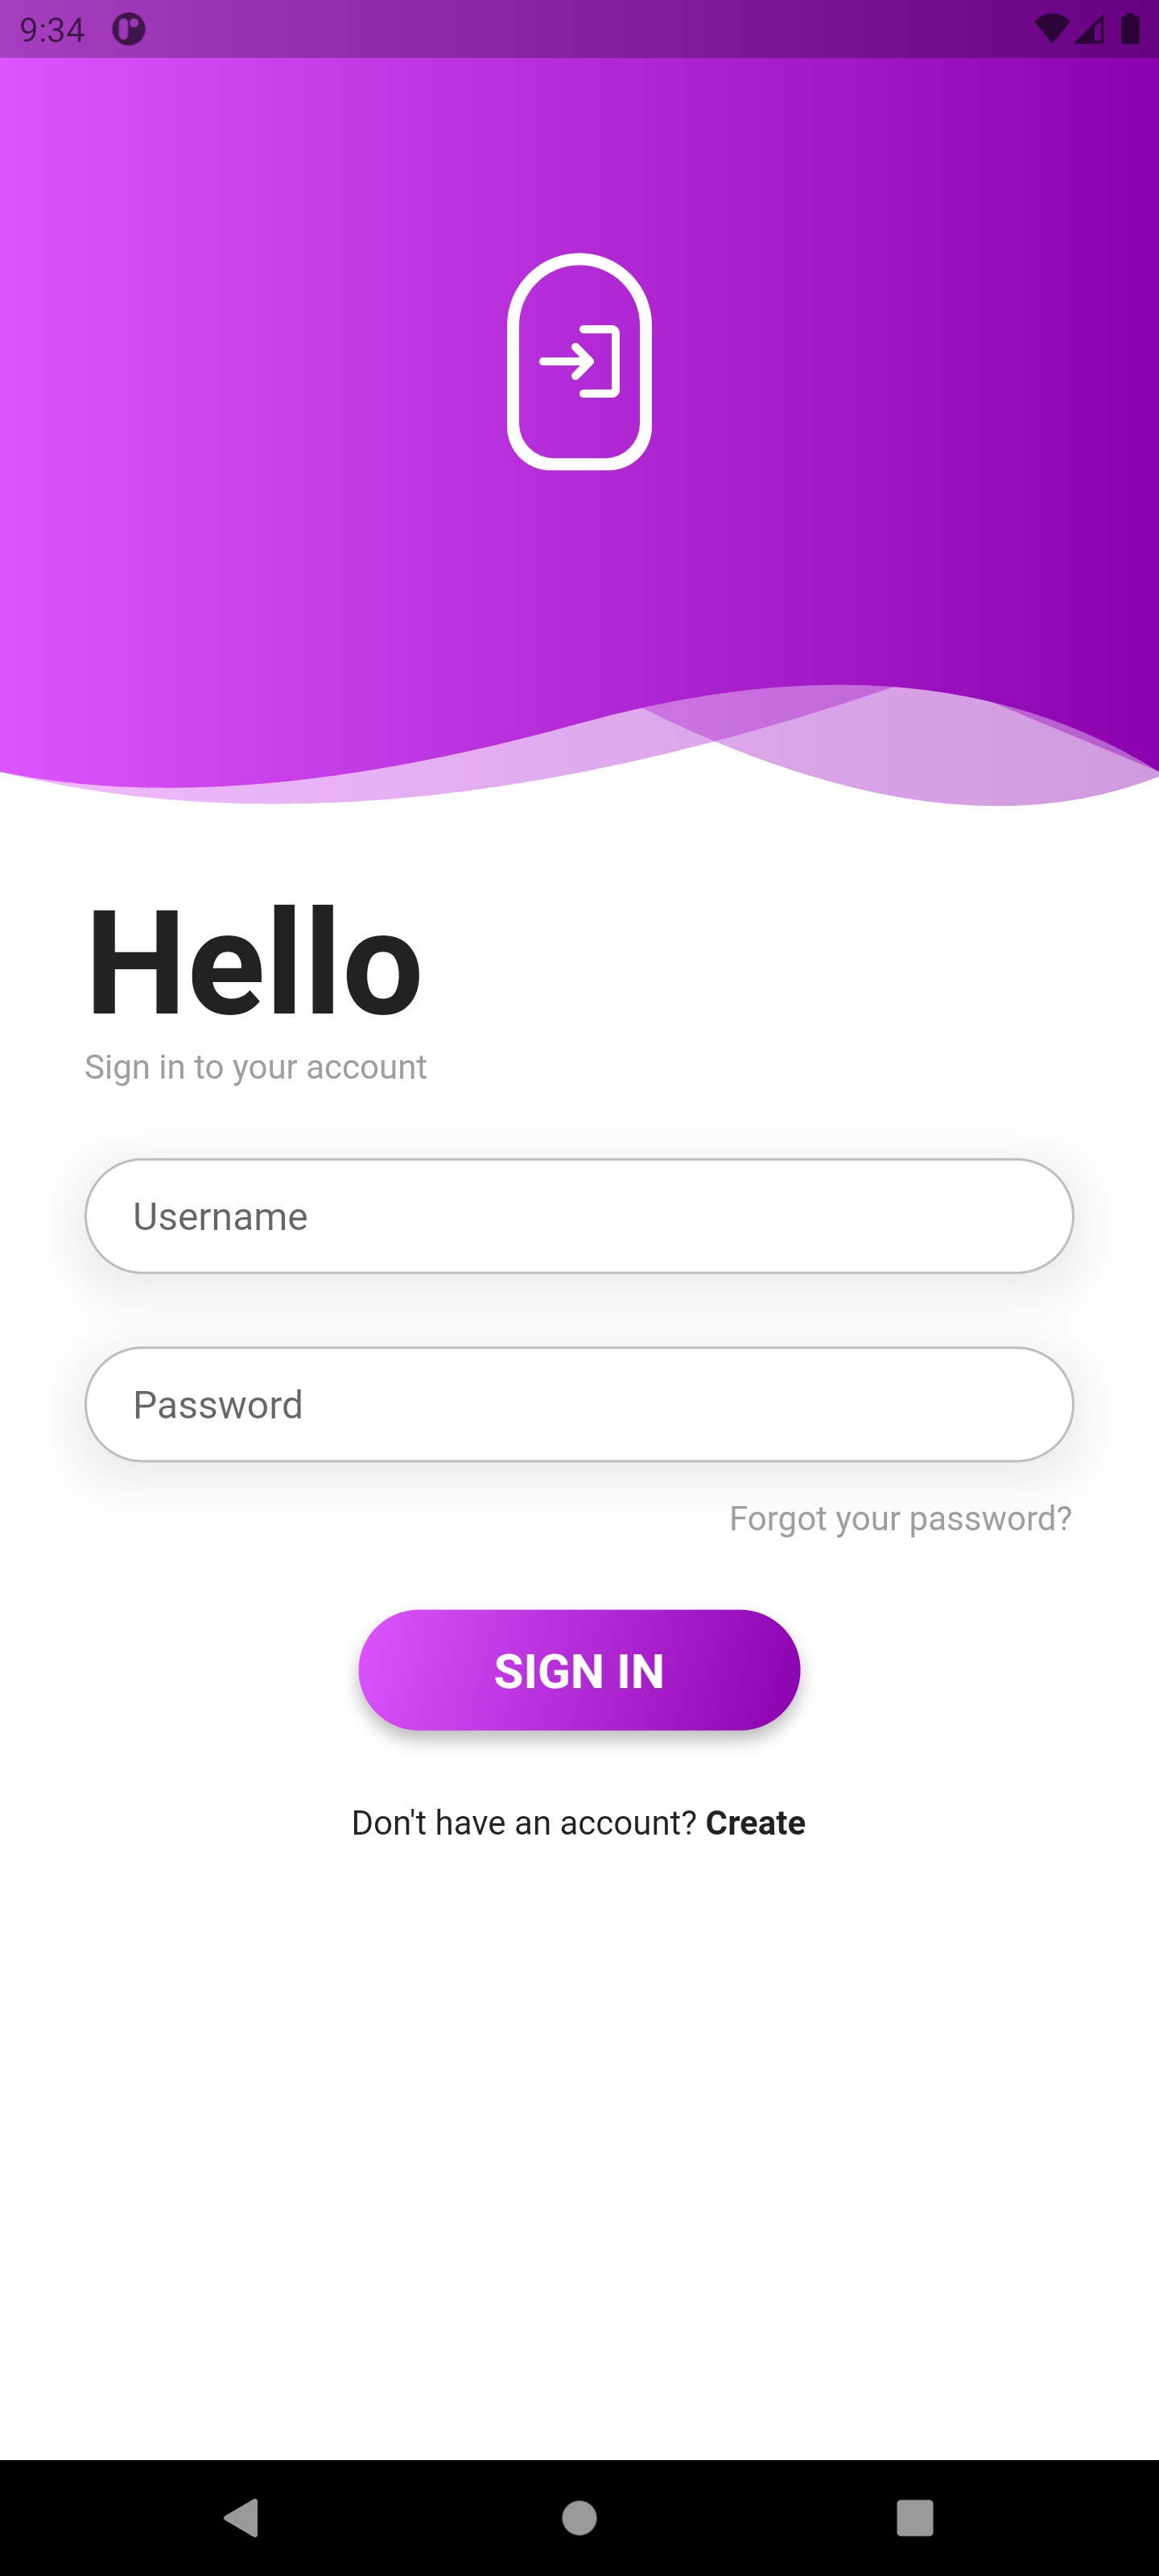 9:34
Hello
Sign in to your account
Username
Password
Forgot your password?
SIGN IN
Don't have an account? Create